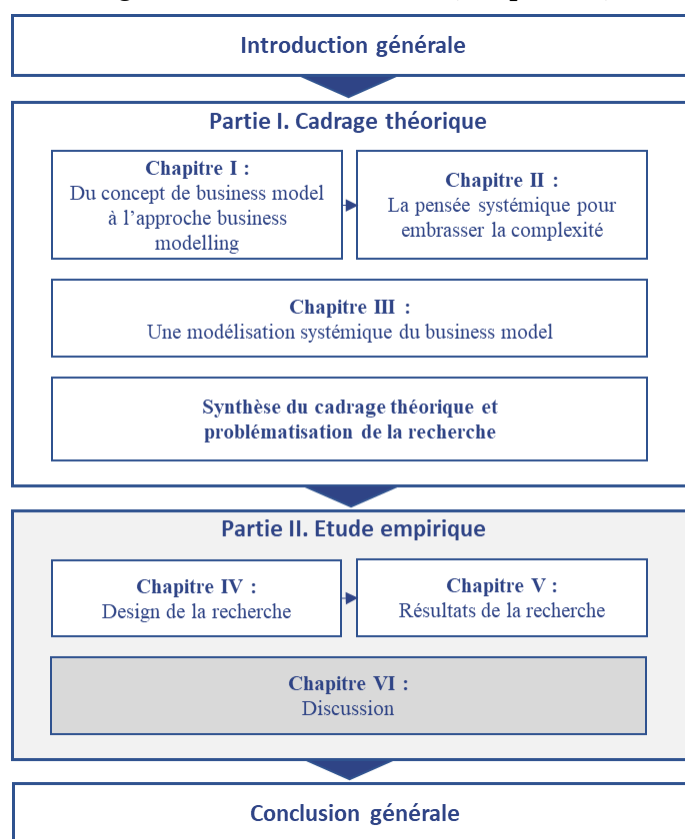 Introduction générale
Partie I. Cadrage théorique
Chapitre I :
Du concept de business model
à l'approche business
modelling
Chapitre II :
La pensée systémique pour
embrasser la complexité
Chapitre III :
Une modélisation systémique du business model
Synthèse du cadrage théorique et
problématisation de la recherche
Partie II. Etude empirique
Chapitre IV :
Design de la recherche
Chapitre V :
Résultats de la recherche
Chapitre VI :
Discussion
Conclusion générale